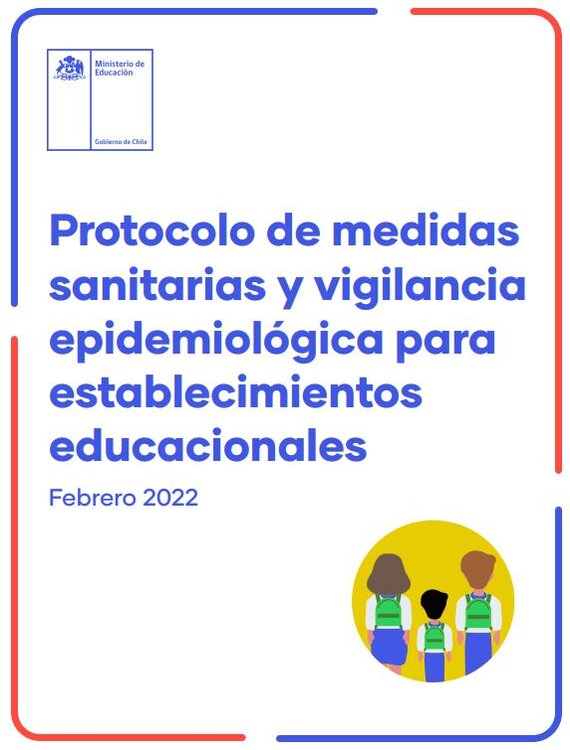 Ministerio de
Educación
Gobierno de Chile
Protocolo de medidas
sanitarias y vigilancia
epidemiológica para
establecimientos
educacionales
Febrero 2022